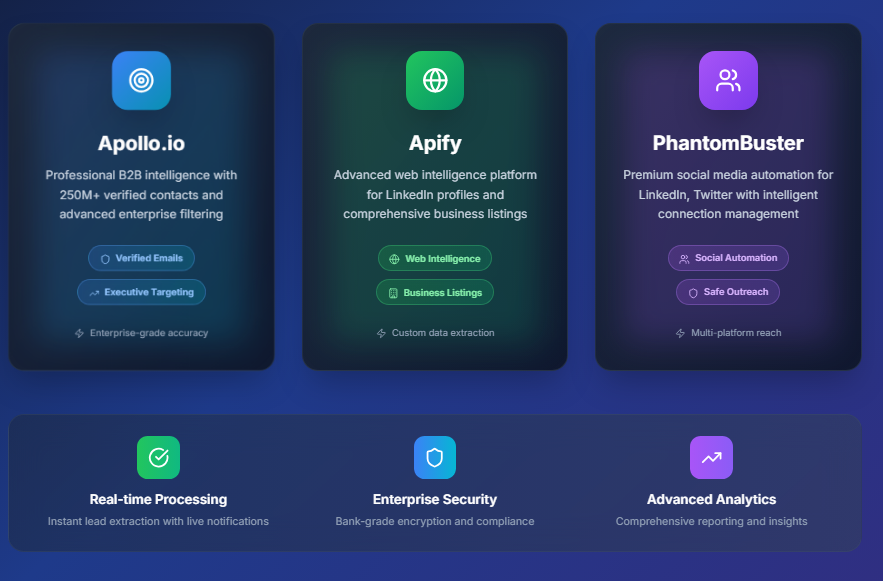 Apollo.io
Professional B2B intelligence with
250M+ verified contacts and
advanced enterprise filtering
Verified Emails
Executive Targeting
Enterprise-grade accuracy
Apify
Advanced web intelligence platform
for LinkedIn profiles and
comprehensive business listings
Web Intelligence
Business Listings
Custom data extraction
PhantomBuster
Premium social media automation for
LinkedIn, Twitter with intelligent
connection management
Social Automation
Safe Outreach
Multi-platform reach
Real-time Processing
Instant lead extraction with live notifications
Enterprise Security
Bank-grade encryption and compliance
Advanced Analytics
Comprehensive reporting and insights